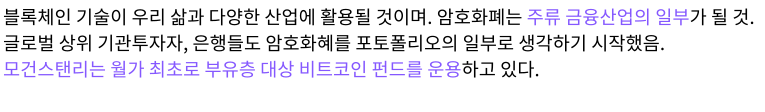 블록체인 기술이 우리 삶과 다양한 산업에 활용될 것이며. 암호화폐는 주류 금융산업의 일부가 될 것.
글로벌 상위 기관투자자, 은행들도 암호화혜를 포토폴리오의 일부로 생각하기 시작했음.
모건스탠리는 월가 최초로 부유층 대상 비트코인 펀드를 운용하고 있다.